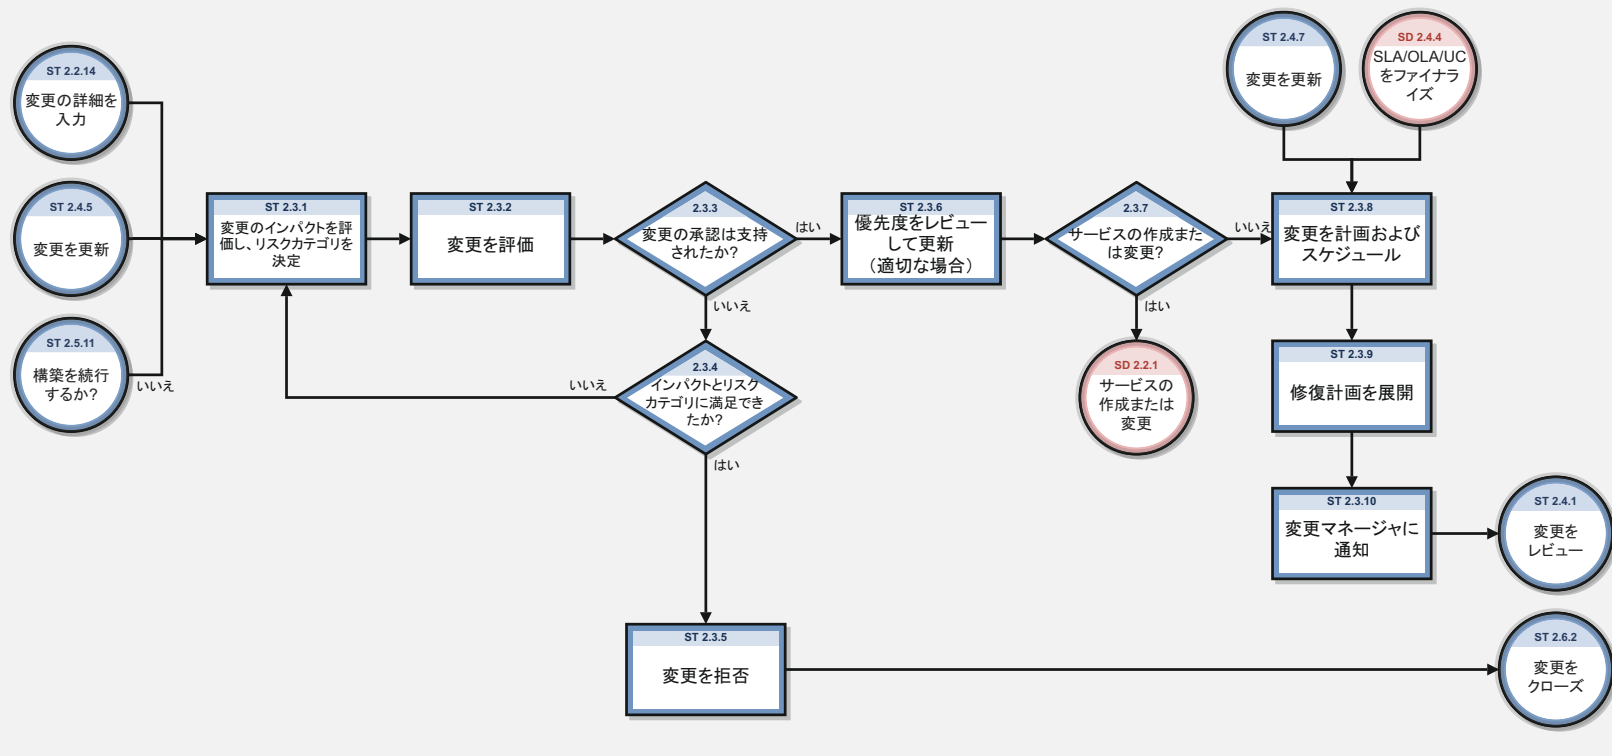 ST 2.2.14
変更の詳細を
入力
ST 2.4.5
変更を更新
ST 2.5.11
構築を続行
するか?
いいえ
ST 2.3.1
変更のインパクトを評
価し、リスクカテゴリを
決定
ST 2.3.2
変更を評価
2.3.3
変更の承認は支持
されたか?
はい
いいえ
2.3.4
インパクトとリスク
カテゴリに満足でき
たか?
いいえ
はい
ST 2.3.5
変更を拒否
ST 2.3.6
優先度をレビュー
して更新
（適切な場合）
2.3.7
サービスの作成また
は変更?
いいえ
はい
SD 2.2.1
サービスの
作成または
変更
ST 2.4.7
変更を更新
SD 2.4.4
SLA/OLA/UC
をファイナラ
イズ
ST 2.3.8
変更を計画および
スケジュール
ST 2.3.9
修復計画を展開
ST 2.3.10
変更マネージャに
通知
ST 2.4.1
変更を
レビュー
ST 2.6.2
変更を
クローズ